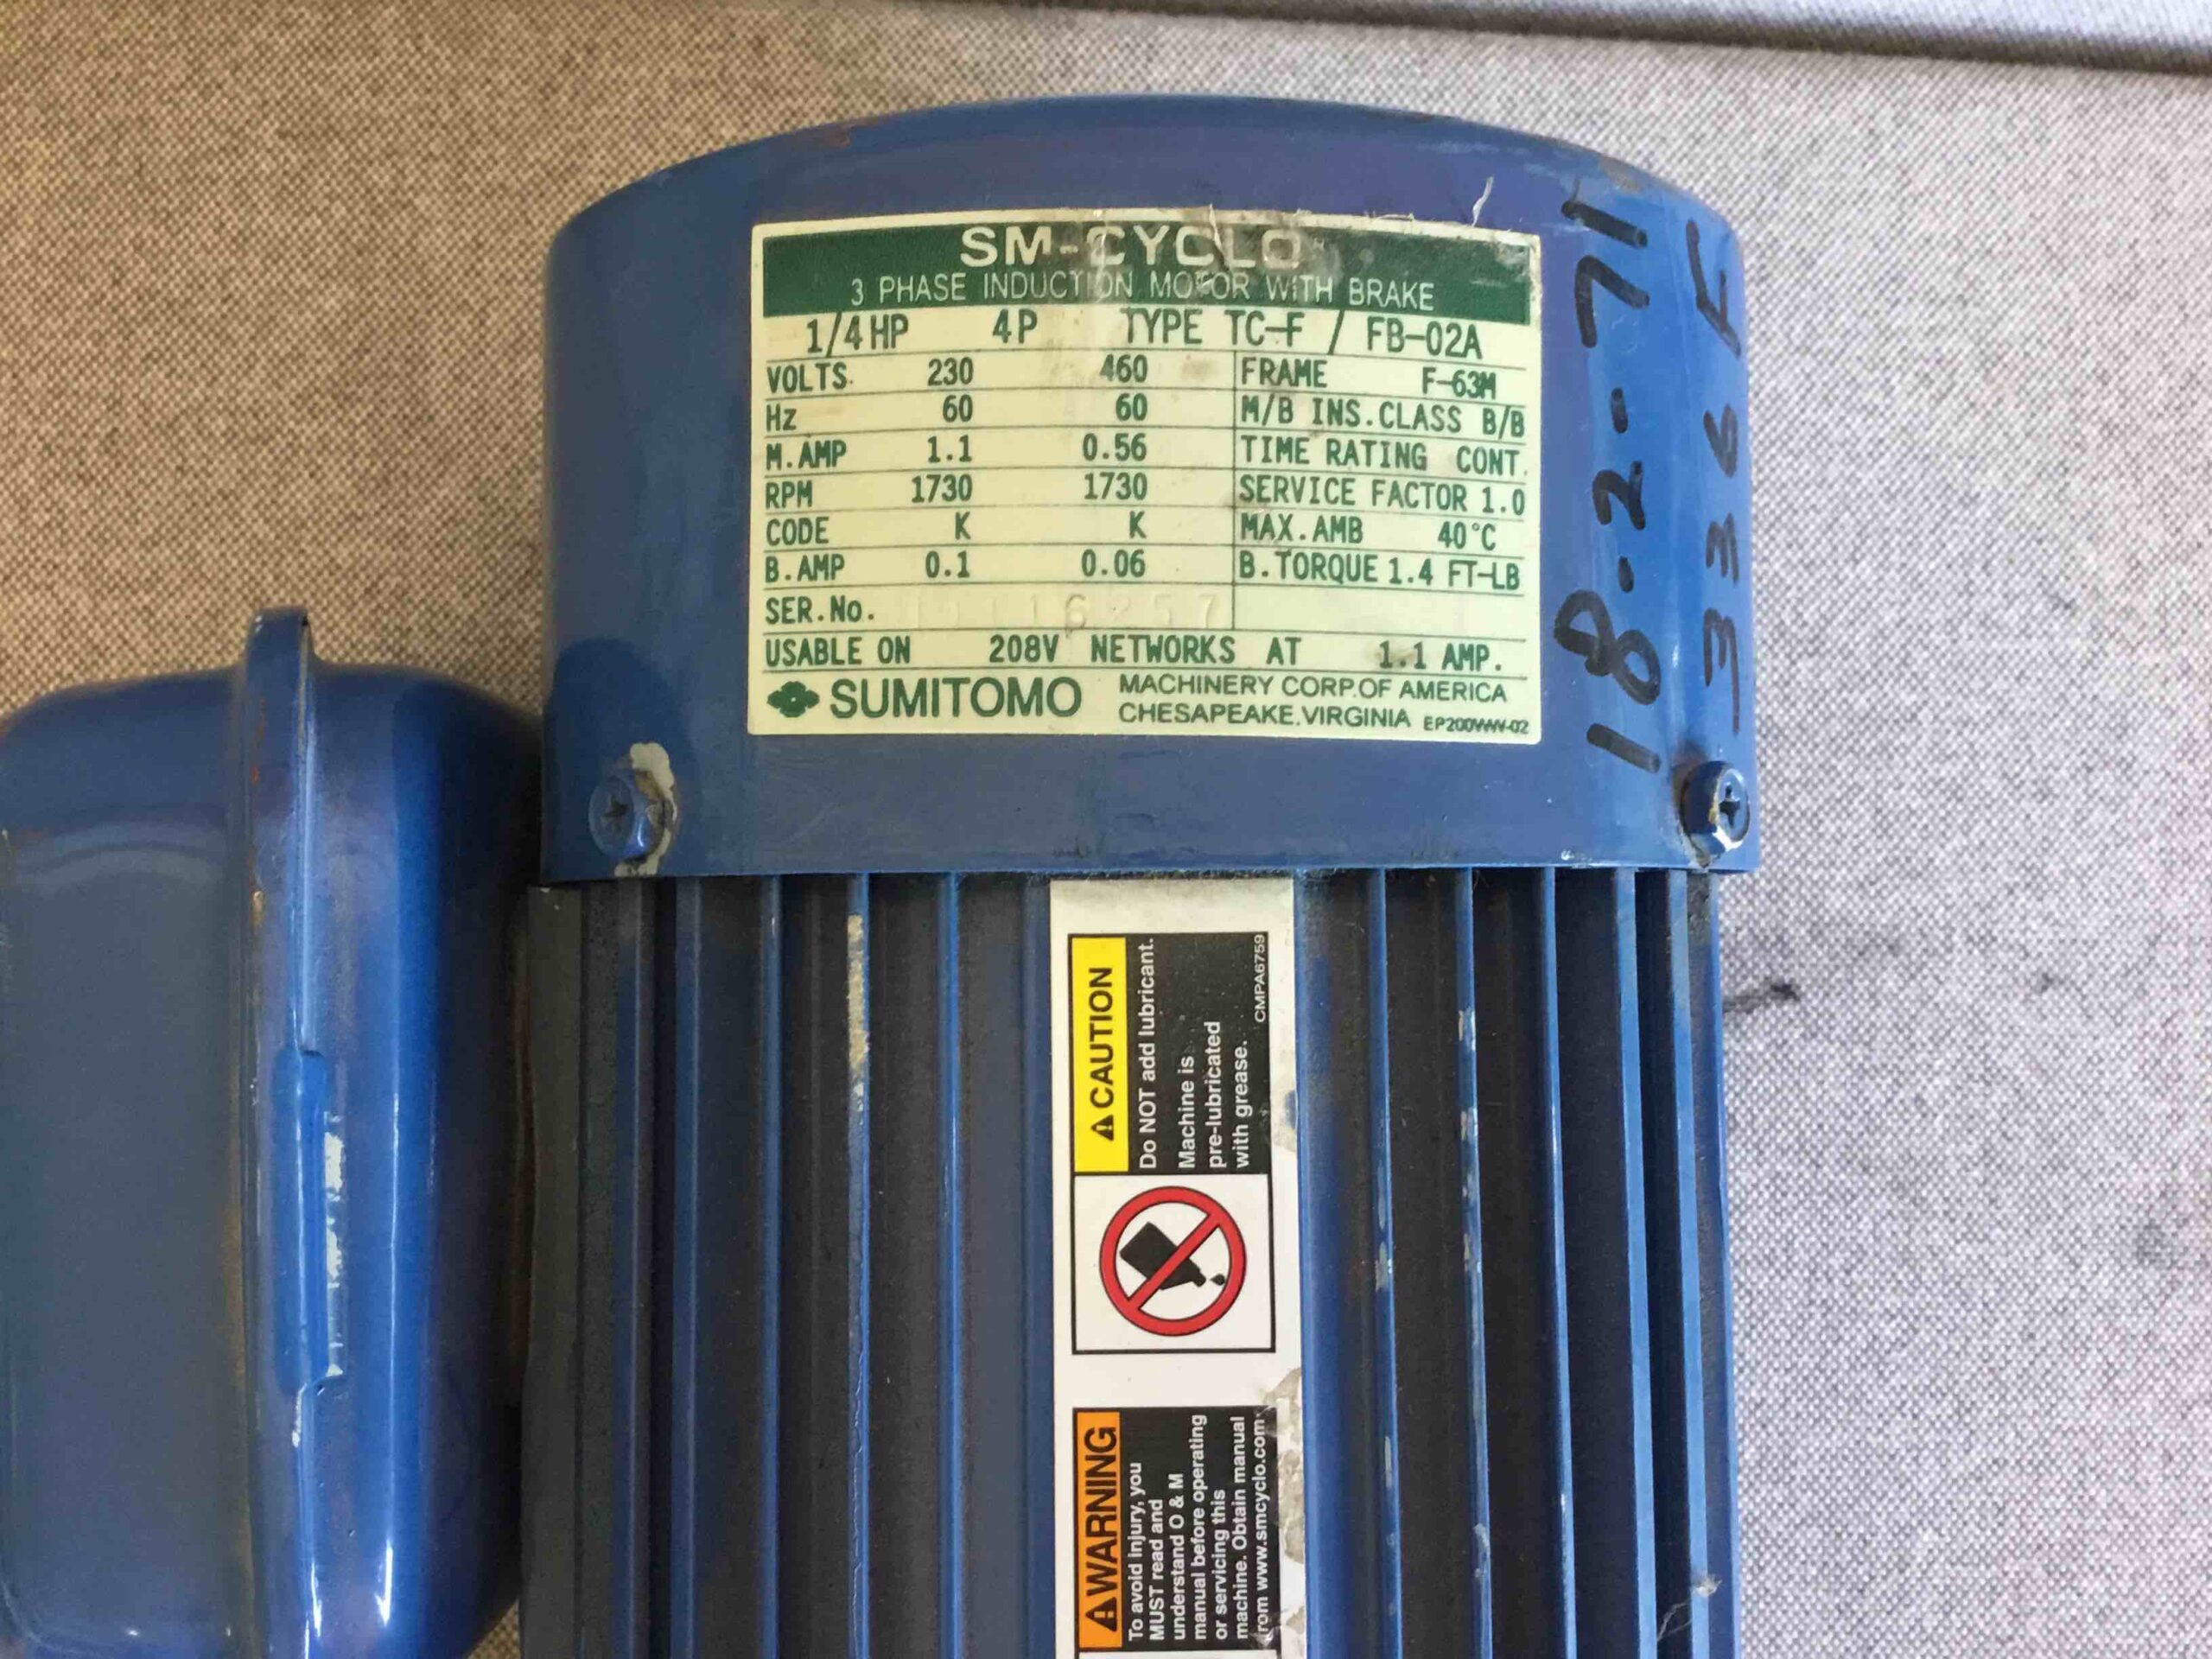 SM-CYCLO
3 PHASE INDUCTION MOTOR WITH BRAKE
1/4 HP 4P TYPE TC-F / FB-02A
VOLTS 230 460 FRAME F-63M
Hz 60 60 M/B INS.CLASS B/B
M.AMP 1.1 0.56 TIME RATING CONT.
RPM 1730 1730 SERVICE FACTOR 1.0
CODE K K MAX.AMB 40°C
B.AMP 0.1 0.06 B.TORQUE 1.4 FT-LB
SER.No.
USABLE ON 208V NETWORKS AT 1.1 AMP.
SUMITOMO MACHINERY CORP.OF AMERICA
CHESAPEAKE.VIRGINIA
18-2-71
336F
CAUTION
Do NOT add lubricant.
Machine is
pre-lubricated
with grease.
CMPA6759
WARNING
To avoid injury, you
MUST read and
understand O & M
manual before operating
or servicing this
machine. Obtain manual
from www.smcyclo.com